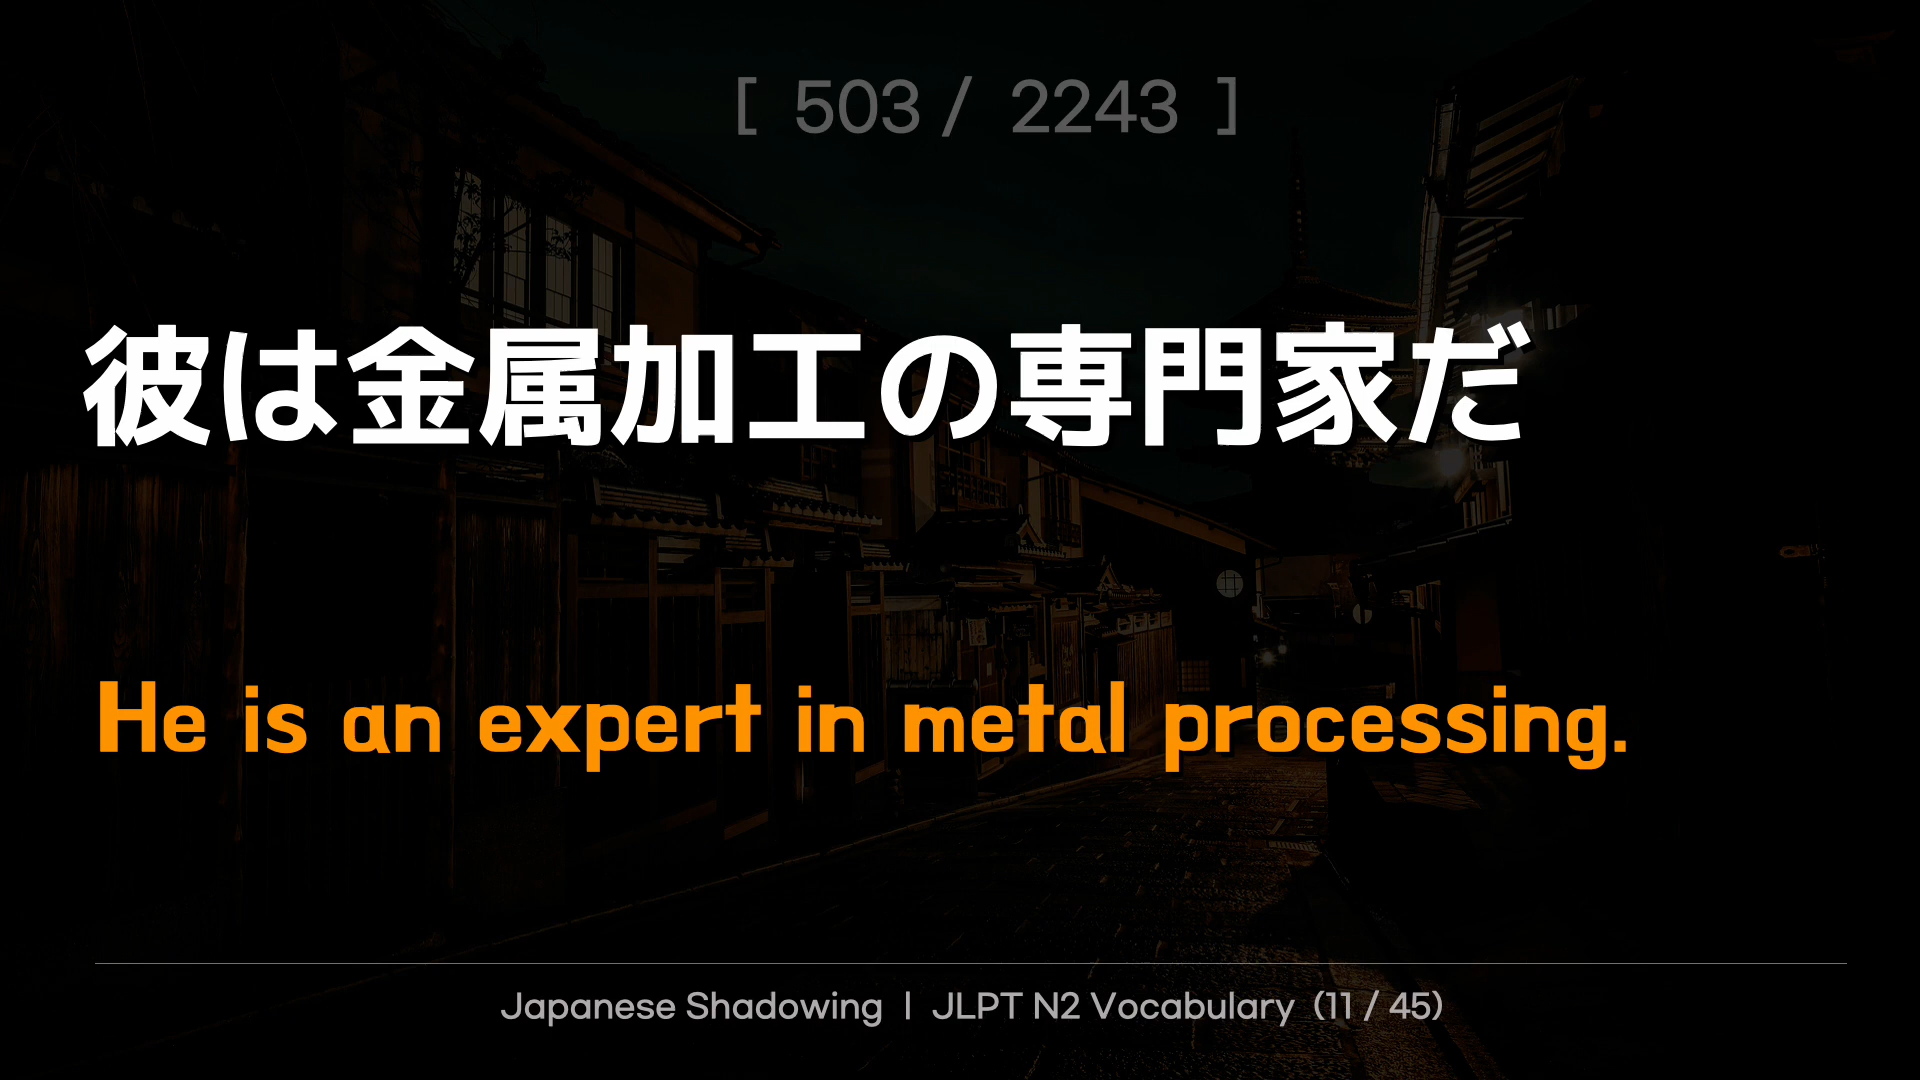 [ 503 / 2243 ]
彼は金属加工の専門家だ
He is an expert in metal processing.
Japanese Shadowing | JLPT N2 Vocabulary (11 / 45)